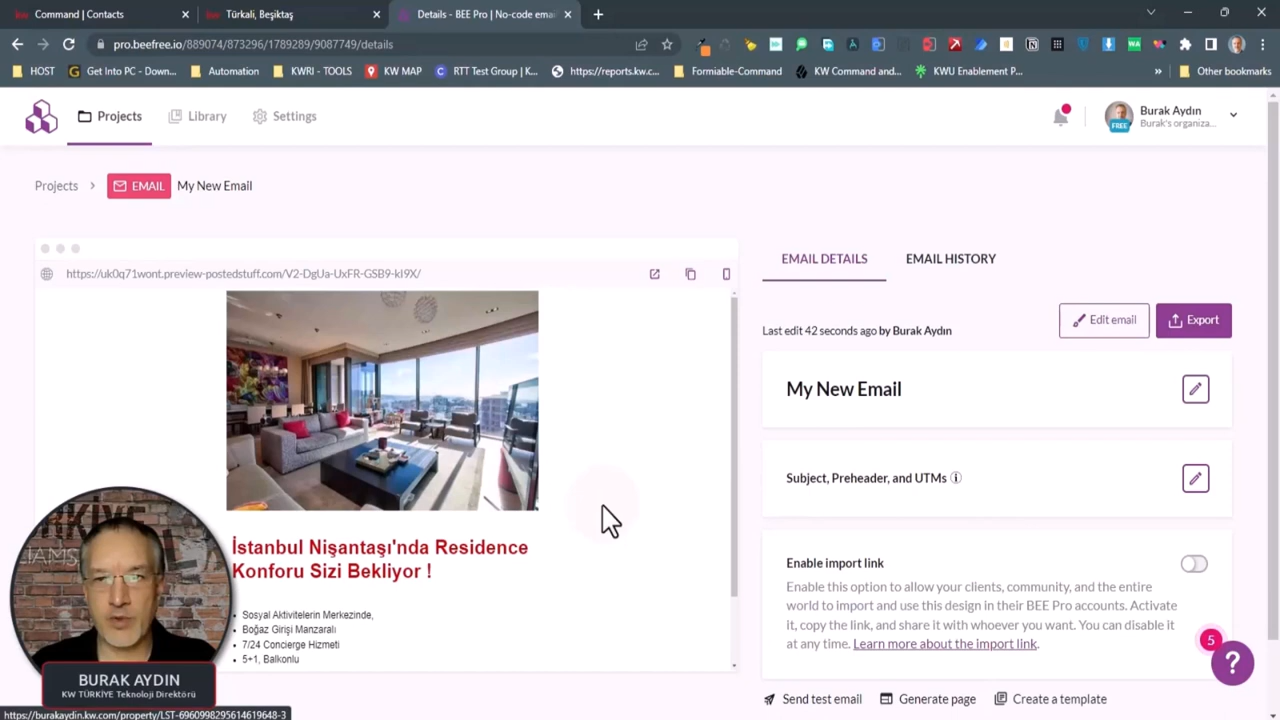 Command | Contacts
Türkali, Beşiktaş
Details - BEE Pro | No-code emai
pro.beefree.io/889074/873296/1789289/9087749/details
HOST
Get Into PC - Down...
Automation
KWRI - TOOLS
KW MAP
RTT Test Group | K...
https://reports.kw.c...
Formiable-Command
KW Command and...
KWU Enablement P...
»
Other bookmarks
Projects
Library
Settings
FREE
Burak Aydın
Burak's organiza...
Projects > EMAIL My New Email
https://uk0q71wont.preview-postedstuff.com/V2-DgUa-UxFR-GSB9-kI9X/
EMAIL DETAILS
EMAIL HISTORY
Last edit 42 seconds ago by Burak Aydın
Edit email
Export
My New Email
Subject, Preheader, and UTMs
İstanbul Nişantaşı'nda Residence
Konforu Sizi Bekliyor !
• Sosyal Aktivitelerin Merkezinde,
• Boğaz Girişi Manzaralı
• 7/24 Concierge Hizmeti
• 5+1, Balkonlu
Enable import link
Enable this option to allow your clients, community, and the entire
world to import and use this design in their BEE Pro accounts. Activate
it, copy the link, and share it with whoever you want. You can disable it
at any time. Learn more about the import link.
5
?
Send test email
Generate page
Create a template
BURAK AYDIN
KW TÜRKİYE Teknoloji Direktörü
https://burakaydin.kw.com/property/LST-6960998295614619648-3